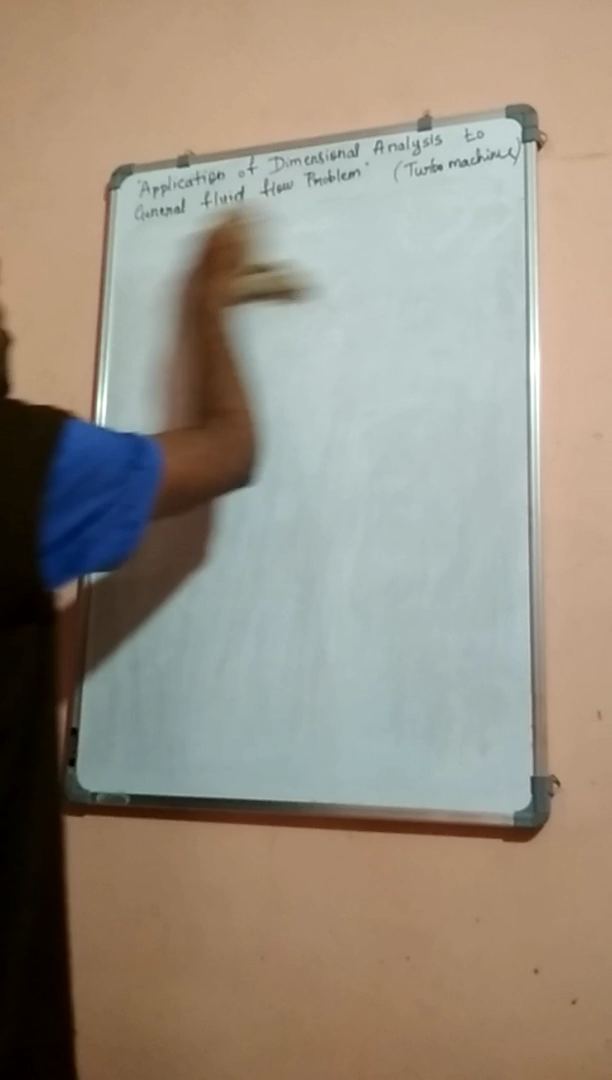 "Application of Dimensional Analysis to
General fluid flow Problem" (Turbo machines)